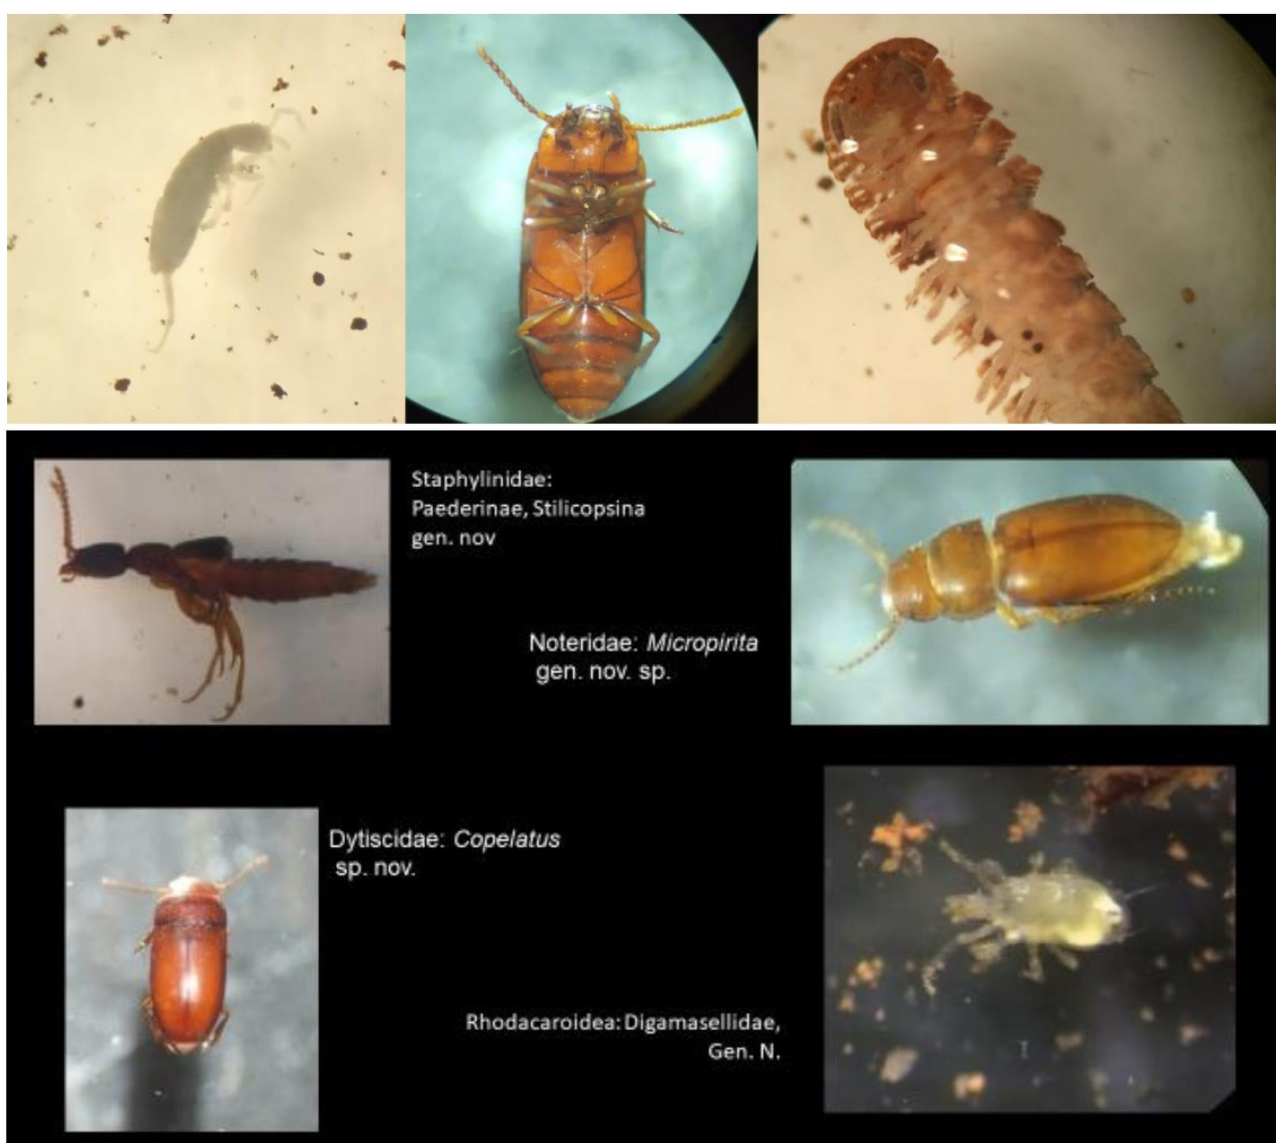 Staphylinidae:
Paederinae, Stilicopsina
gen. nov
Noteridae: Micropirita
gen. nov. sp.
Dytiscidae: Copelatus
sp. nov.
Rhodacaroidea: Digamasellidae,
Gen. N.